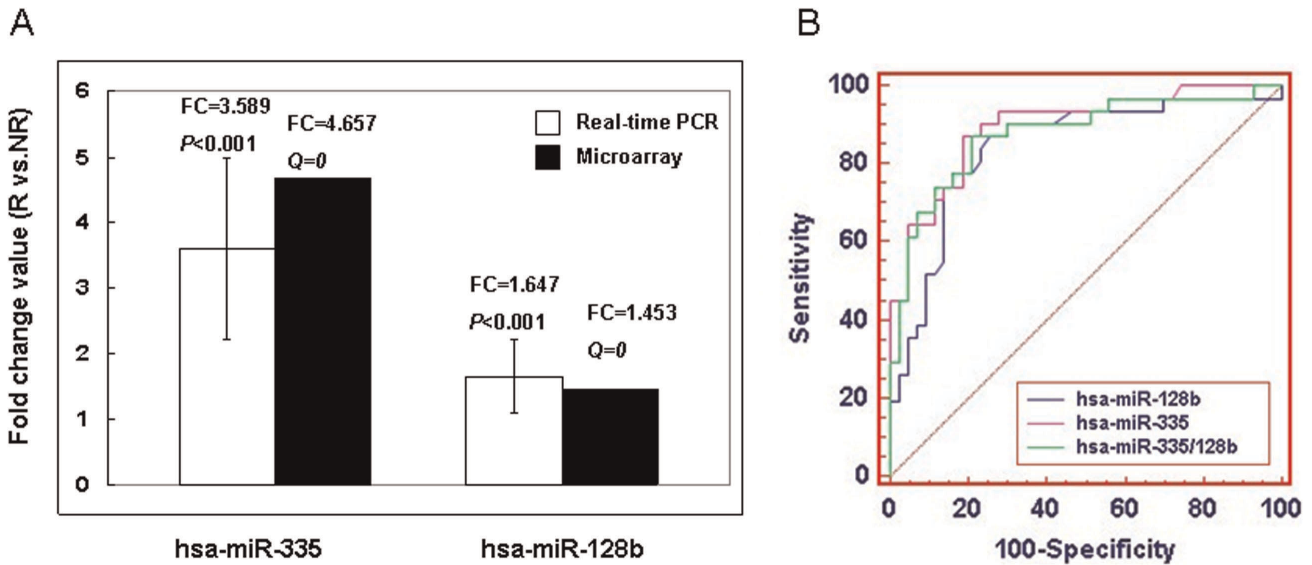 A
Fold change value (R vs.NR)
6
5
4
3
2
1
0
FC=3.589
P<0.001
FC=4.657
Q=0
Real-time PCR
Microarray
FC=1.647
P<0.001
FC=1.453
Q=0
hsa-miR-335
hsa-miR-128b
B
Sensitivity
100
80
60
40
20
0
hsa-miR-128b
hsa-miR-335
hsa-miR-335/128b
0
20
40
60
80
100
100-Specificity